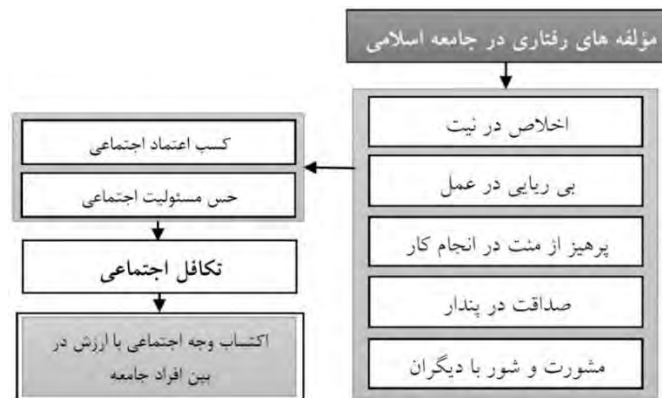 مؤلفه های رفتاری در جامعه اسلامی
اخلاص در نیت
بی ریایی در عمل
پرهیز از منت در انجام کار
صداقت در پندار
مشورت و شور با دیگران
کسب اعتماد اجتماعی
حس مسئولیت اجتماعی
تکافل اجتماعی
اکتساب وجه اجتماعی با ارزش در
بین افراد جامعه